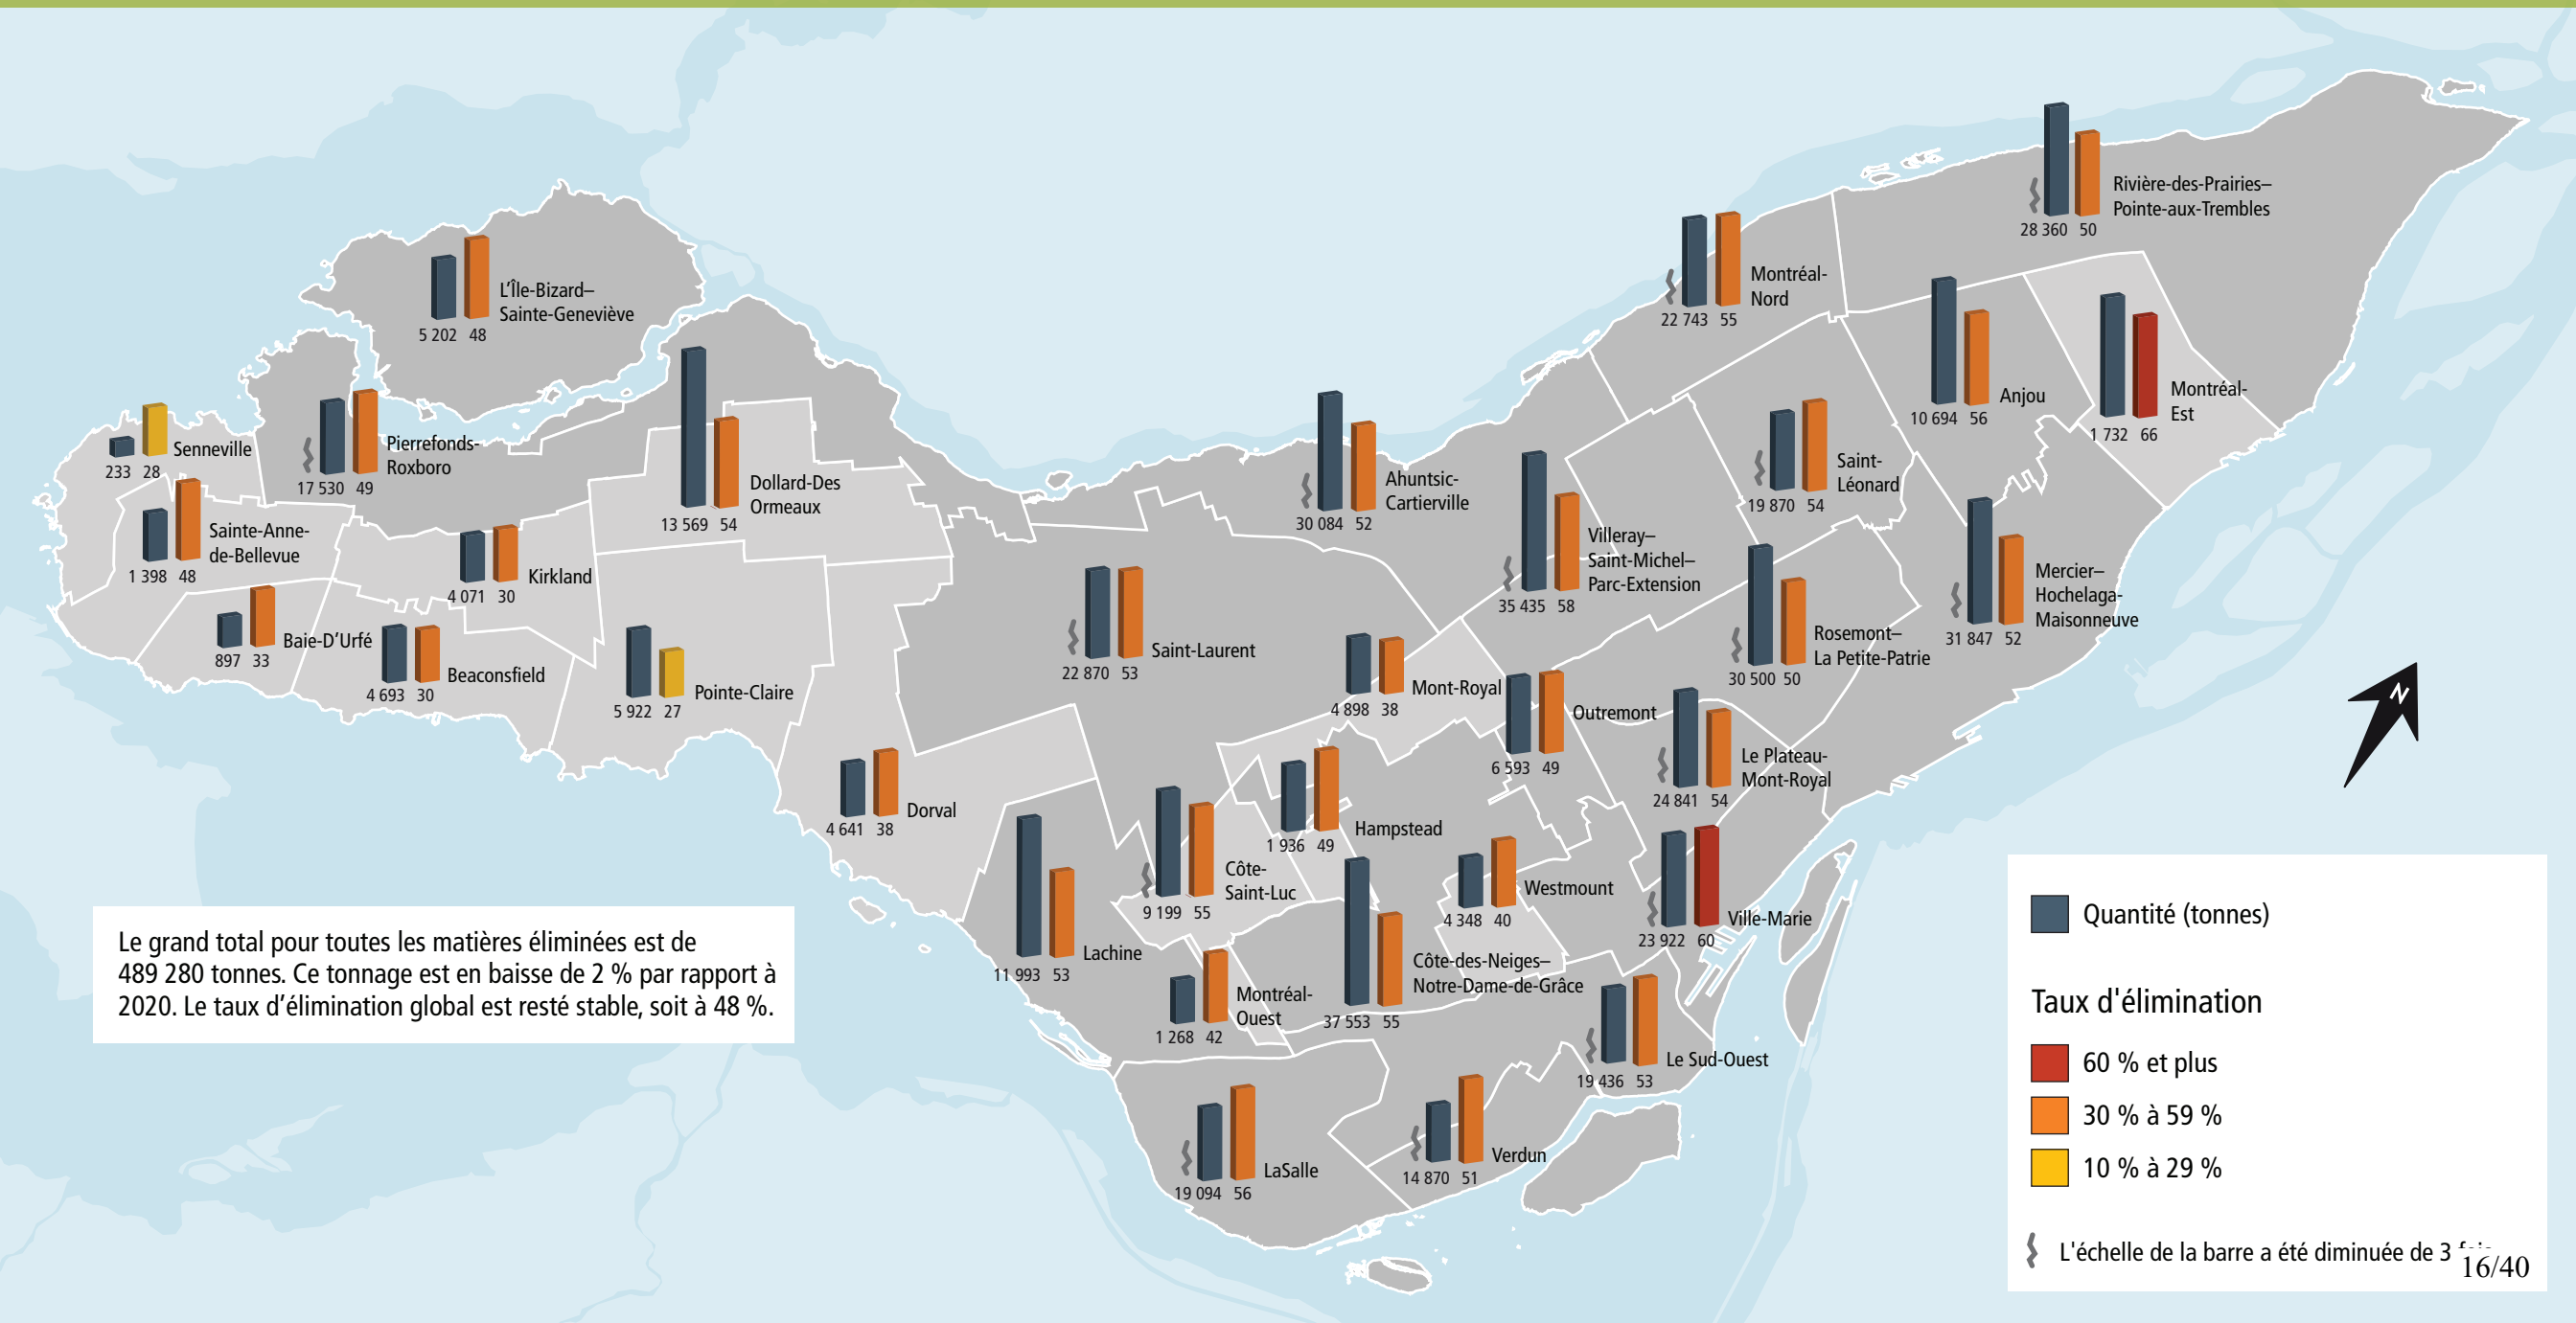 Rivière-des-Prairies–
Pointe-aux-Trembles
28 360 50
Montréal-
Nord
22 743 55
L'Île-Bizard–
Sainte-Geneviève
5 202 48
Anjou
10 694 56
Montréal-
Est
1 732 66
Senneville
233 28
Pierrefonds-
Roxboro
17 530 49
Dollard-Des
Ormeaux
13 569 54
Ahuntsic-
Cartierville
30 084 52
Saint-
Léonard
19 870 54
Sainte-Anne-
de-Bellevue
1 398 48
Kirkland
4 071 30
Villeray–
Saint-Michel–
Parc-Extension
35 435 58
Mercier–
Hochelaga-
Maisonneuve
31 847 52
Baie-D'Urfé
897 33
Beaconsfield
4 693 30
Pointe-Claire
5 922 27
Saint-Laurent
22 870 53
Mont-Royal
4 898 38
Rosemont–
La Petite-Patrie
30 500 50
Outremont
6 593 49
Le Plateau-
Mont-Royal
24 841 54
Dorval
4 641 38
Hampstead
1 936 49
Côte-
Saint-Luc
9 199 55
Westmount
4 348 40
Ville-Marie
23 922 60
Lachine
11 993 53
Côte-des-Neiges–
Notre-Dame-de-Grâce
37 553 55
Montréal-
Ouest
1 268 42
Le Sud-Ouest
19 436 53
LaSalle
19 094 56
Verdun
14 870 51
Le grand total pour toutes les matières éliminées est de
489 280 tonnes. Ce tonnage est en baisse de 2 % par rapport à
2020. Le taux d'élimination global est resté stable, soit à 48 %.
N
Quantité (tonnes)
Taux d'élimination
60 % et plus
30 % à 59 %
10 % à 29 %
L'échelle de la barre a été diminuée de 3
16/40